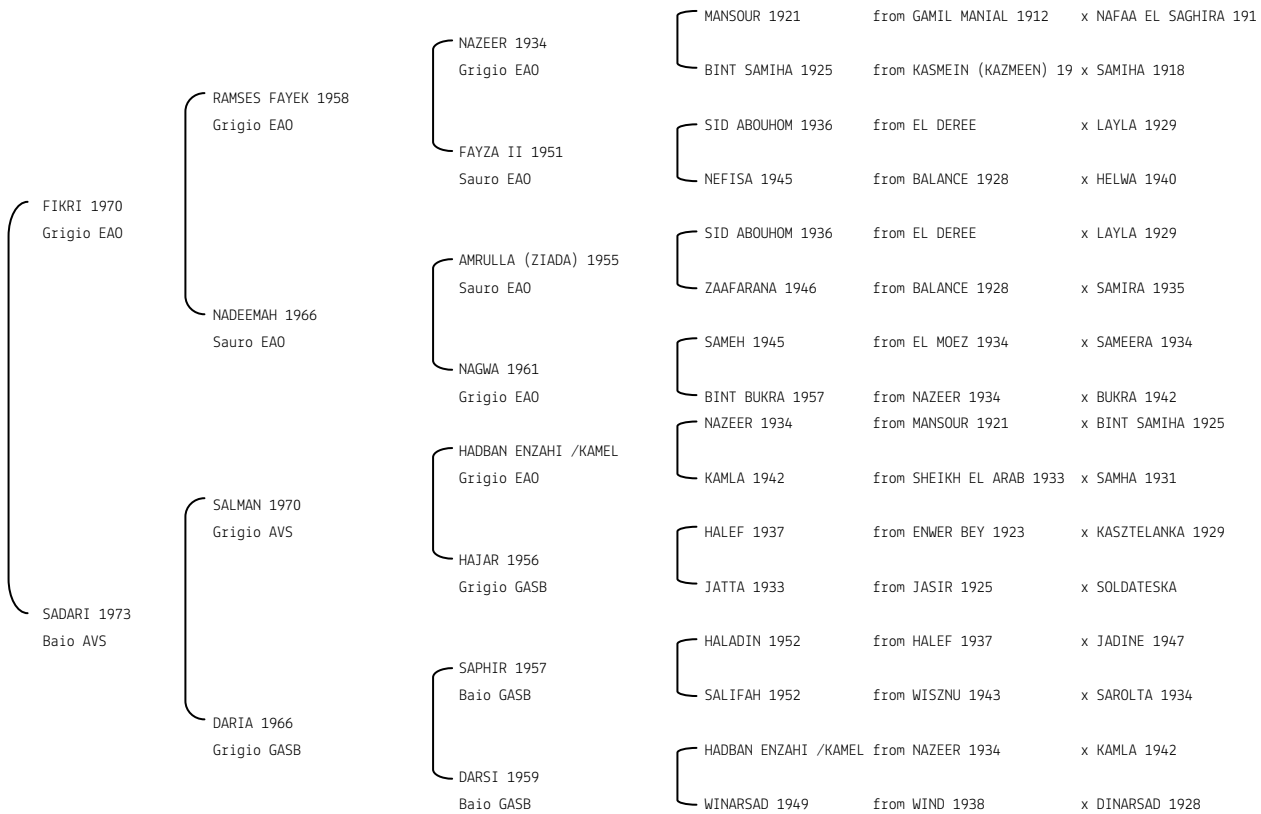 MANSOUR 1921 from GAMIL MANIAL 1912 x NAFAA EL SAGHIRA 191
NAZEER 1934
Grigio EAO BINT SAMIHA 1925 from KASMEIN (KAZMEEN) 19 x SAMIHA 1918
RAMSES FAYEK 1958
Grigio EAO SID ABOUHOM 1936 from EL DEREE x LAYLA 1929
FAYZA II 1951
Sauro EAO NEFISA 1945 from BALANCE 1928 x HELWA 1940
FIKRI 1970
Grigio EAO SID ABOUHOM 1936 from EL DEREE x LAYLA 1929
AMRULLA (ZIADA) 1955
Sauro EAO ZAAFARANA 1946 from BALANCE 1928 x SAMIRA 1935
NADEEMAH 1966
Sauro EAO SAMEH 1945 from EL MOEZ 1934 x SAMEERA 1934
NAGWA 1961
Grigio EAO BINT BUKRA 1957 from NAZEER 1934 x BUKRA 1942
NAZEER 1934 from MANSOUR 1921 x BINT SAMIHA 1925
HADBAN ENZAHI /KAMEL
Grigio EAO KAMLA 1942 from SHEIKH EL ARAB 1933 x SAMHA 1931
SALMAN 1970
Grigio AVS HALEF 1937 from ENWER BEY 1923 x KASZTELANKA 1929
HAJAR 1956
Grigio GASB JATTA 1933 from JASIR 1925 x SOLDATESKA
SADARI 1973
Baio AVS HALADIN 1952 from HALEF 1937 x JADINE 1947
SAPHIR 1957
Baio GASB SALIFAH 1952 from WISZNU 1943 x SAROLTA 1934
DARIA 1966
Grigio GASB HADBAN ENZAHI /KAMEL from NAZEER 1934 x KAMLA 1942
DARSI 1959
Baio GASB WINARSAD 1949 from WIND 1938 x DINARSAD 1928